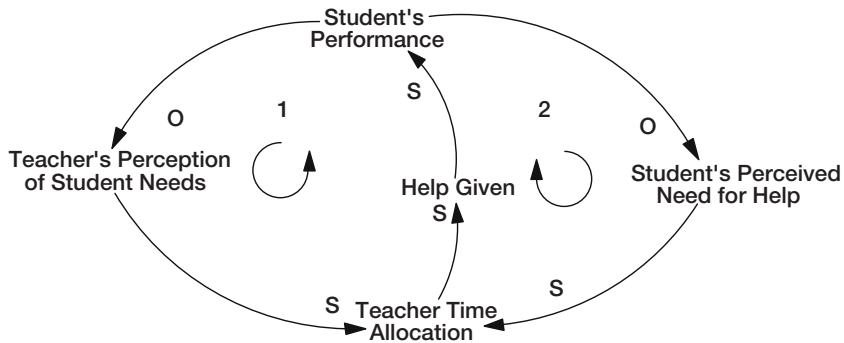 Student's
Performance
S
1
2
O
O
Teacher's Perception
of Student Needs
Help Given
S
Student's Perceived
Need for Help
S
S
Teacher Time
Allocation